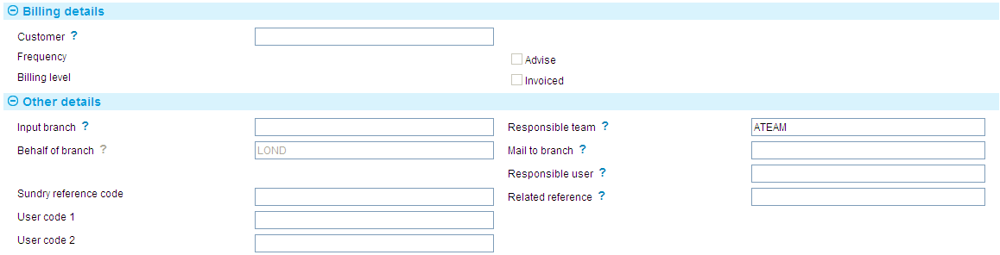 Billing details
Customer ?
Frequency
Advise
Billing level
Invoiced
Other details
Input branch ?
Responsible team ? ATEAM
Behalf of branch ? LOND
Mail to branch ?
Responsible user ?
Sundry reference code
Related reference ?
User code 1
User code 2